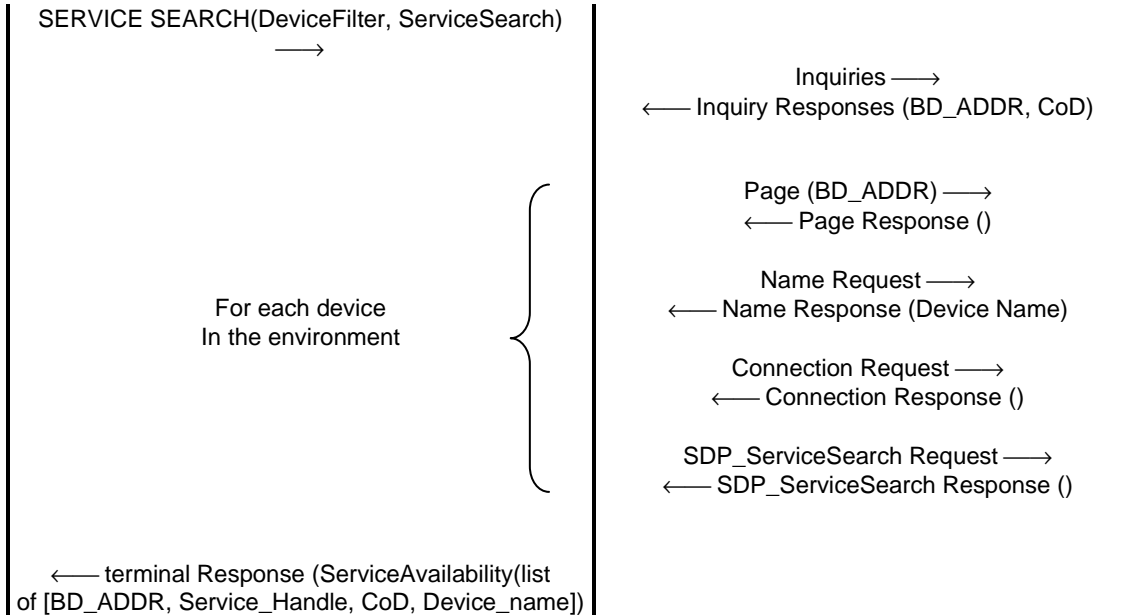 SERVICE SEARCH(DeviceFilter, ServiceSearch)
⟶
Inquiries ⟶
⟵ Inquiry Responses (BD_ADDR, CoD)
Page (BD_ADDR) ⟶
⟵ Page Response ()
Name Request ⟶
⟵ Name Response (Device Name)
For each device
In the environment
Connection Request ⟶
⟵ Connection Response ()
SDP_ServiceSearch Request ⟶
⟵ SDP_ServiceSearch Response ()
⟵ terminal Response (ServiceAvailability(list
of [BD_ADDR, Service_Handle, CoD, Device_name])